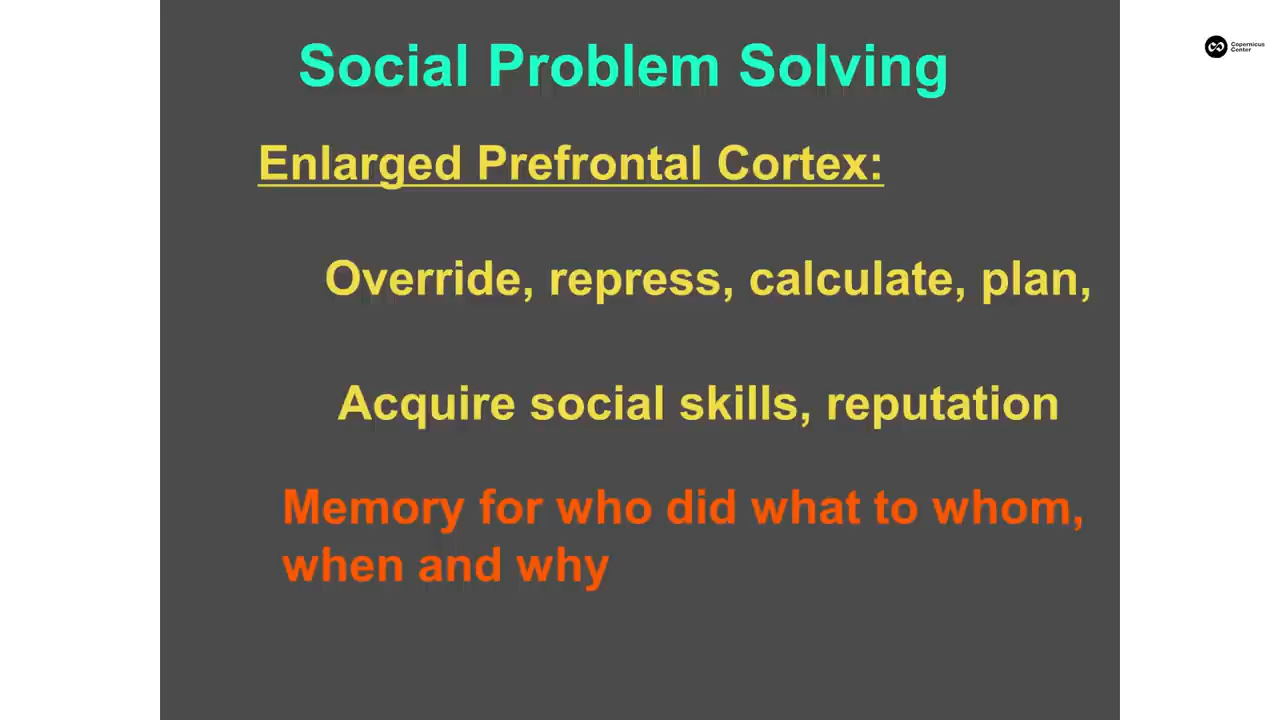 Social Problem Solving
Enlarged Prefrontal Cortex:
Override, repress, calculate, plan,
Acquire social skills, reputation
Memory for who did what to whom,
when and why
Copernicus
Center